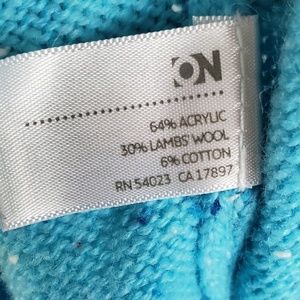 ON
64% ACRYLIC
30% LAMBS' WOOL
6% COTTON
RN 54023 CA 17897